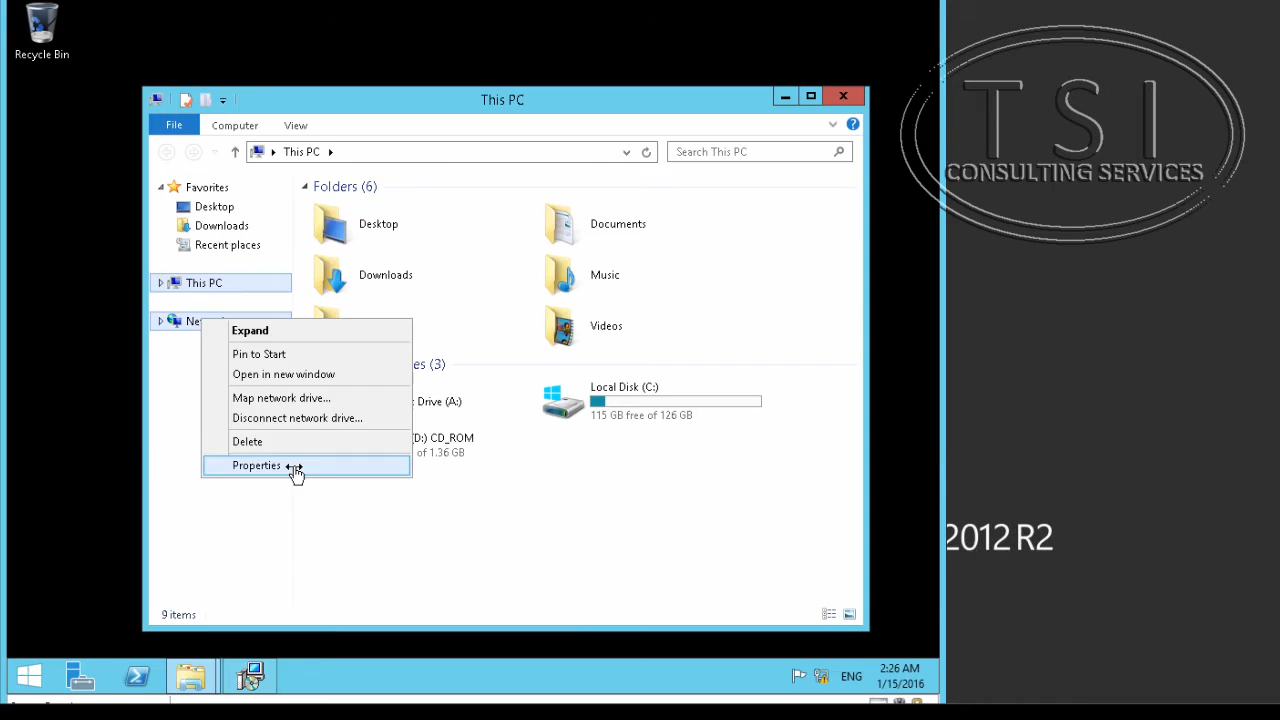 Recycle Bin
This PC
File
Computer
View
This PC
Search This PC
Favorites
Desktop
Downloads
Recent places
This PC
Folders (6)
Desktop
Documents
Downloads
Music
Videos
Expand
Pin to Start
Open in new window
Map network drive...
Disconnect network drive...
Delete
Properties
es (3)
Drive (A:)
Local Disk (C:)
115 GB free of 126 GB
(D:) CD_ROM
of 1.36 GB
9 items
ENG
2:26 AM
1/15/2016
TSI
CONSULTING SERVICES
2012 R2